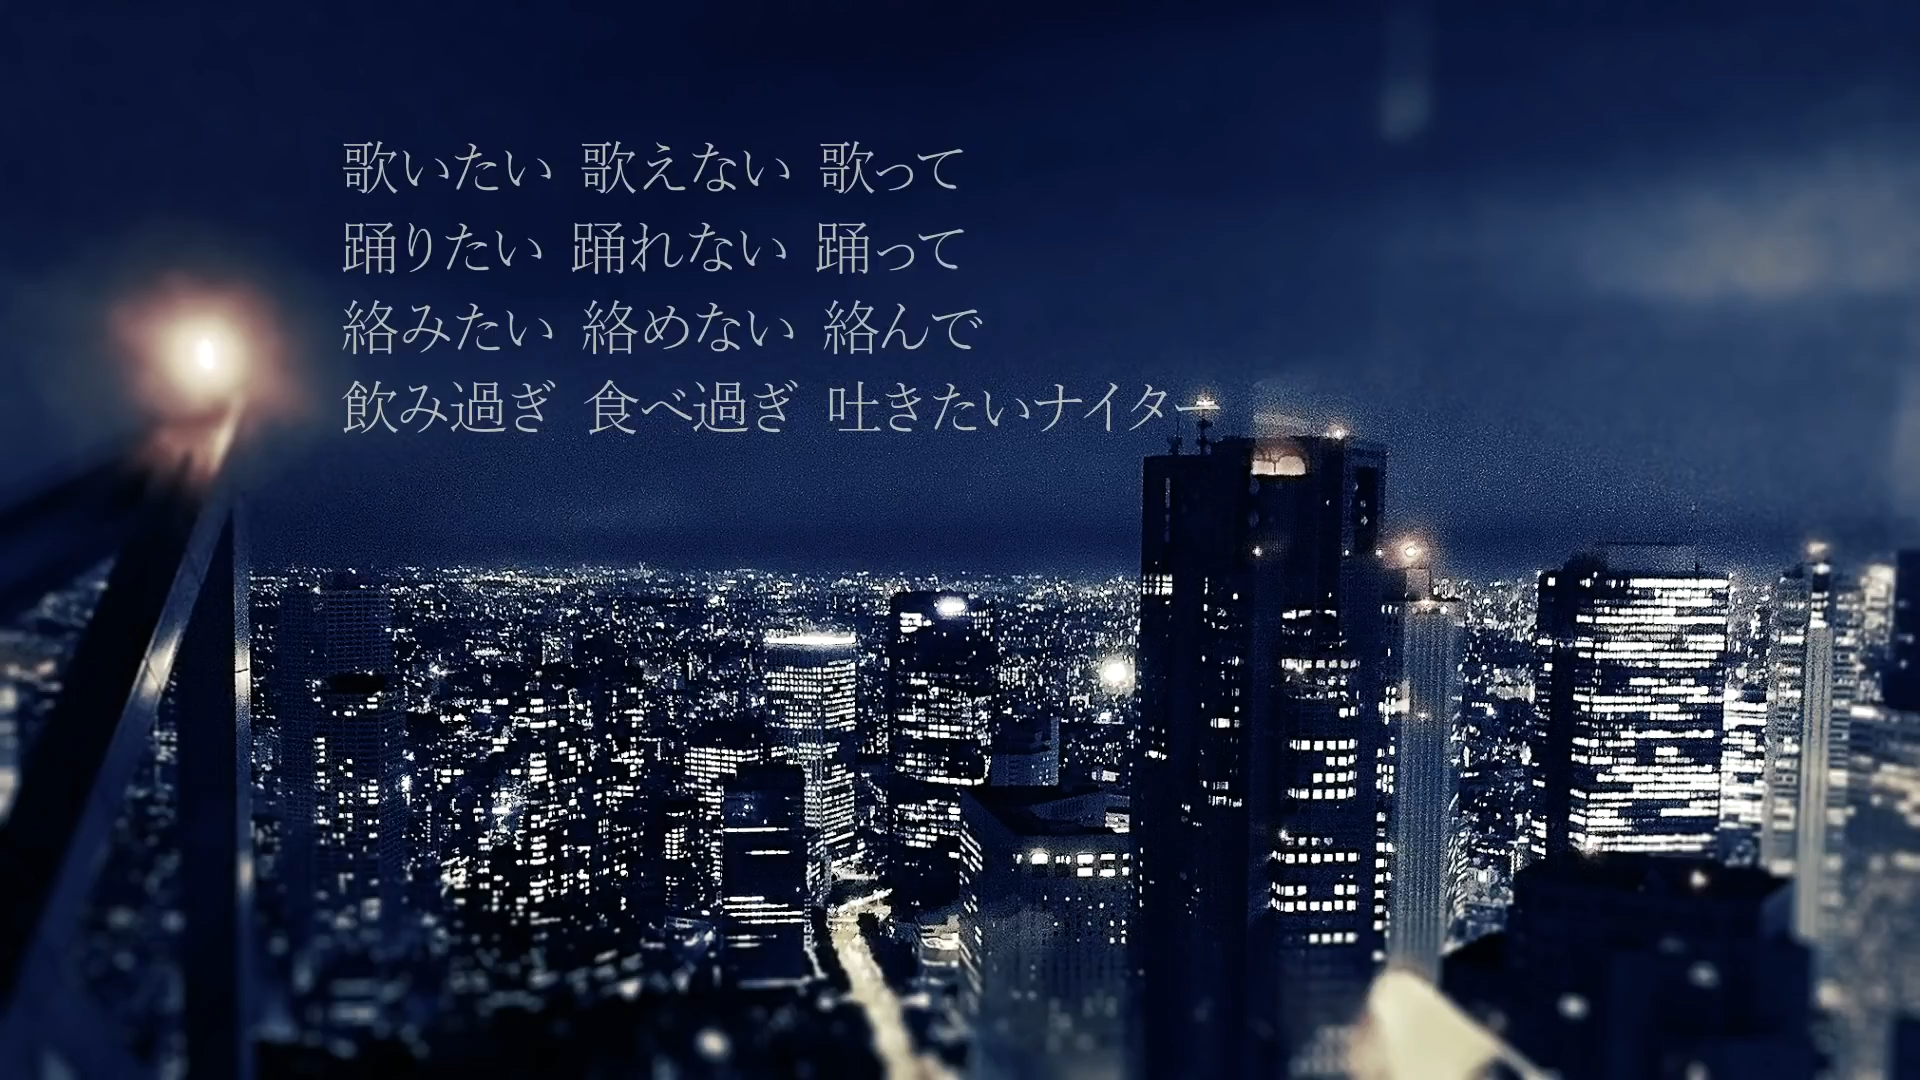 歌いたい 歌えない 歌って
踊りたい 踊れない 踊って
絡みたい 絡めない 絡んで
飲み過ぎ 食べ過ぎ 吐きたいナイター